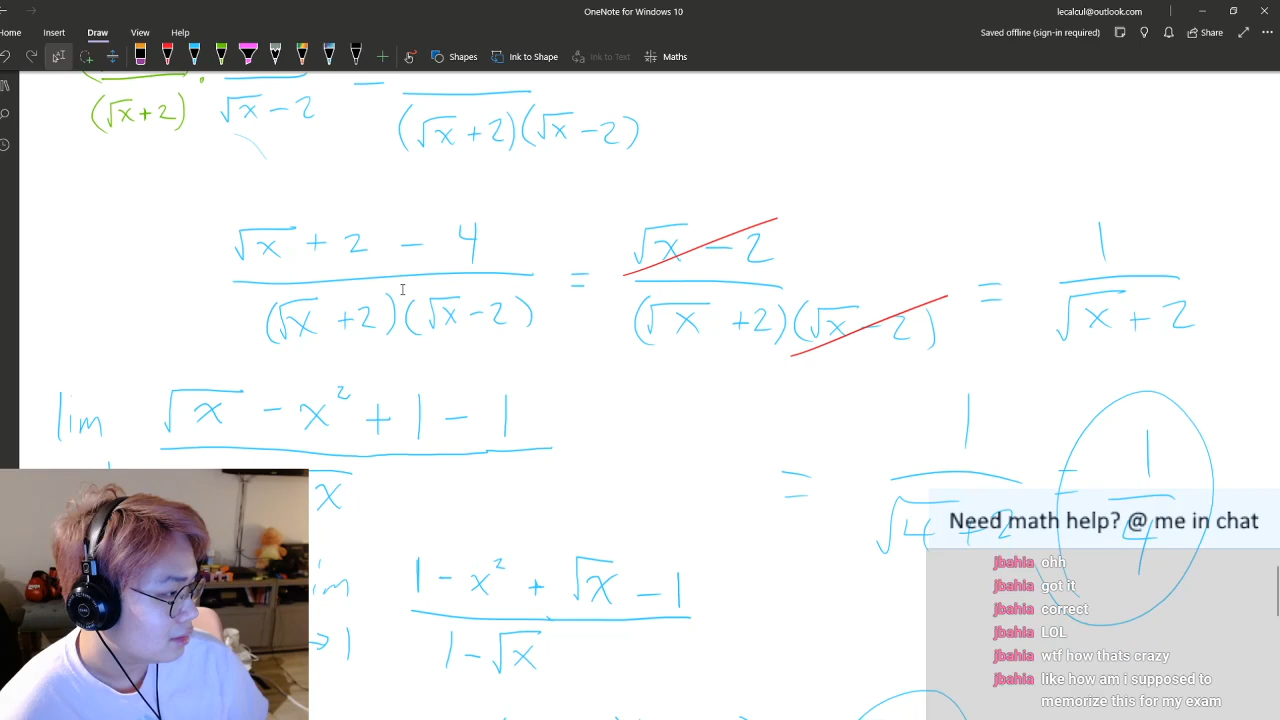 OneNote for Windows 10
lecalcul@outlook.com
Home Insert Draw View Help
Saved offline (sign-in required) Share
Shapes Ink to Shape Ink to Text Maths
(√x + 2) · √x - 2 = (√x + 2)(√x - 2)
√x + 2 - 4 / (√x + 2)(√x - 2) = √x - 2 / (√x + 2)(√x - 2) = 1 / √x + 2
lim √x - x² + 1 - 1
x
= 1 / √4 + 2 = 1 / 4
im → 1 1 - x² + √x - 1 / 1 - √x
Need math help? @ me in chat
jbahia ohh
jbahia got it
jbahia correct
jbahia LOL
jbahia wtf how thats crazy
jbahia like how am i supposed to
memorize this for my exam